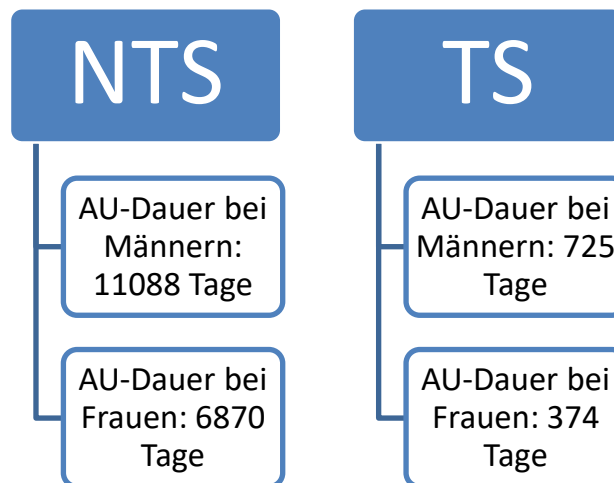 NTS
AU-Dauer bei
Männern:
11088 Tage
AU-Dauer bei
Frauen: 6870
Tage
TS
AU-Dauer bei
Männern: 725
Tage
AU-Dauer bei
Frauen: 374
Tage